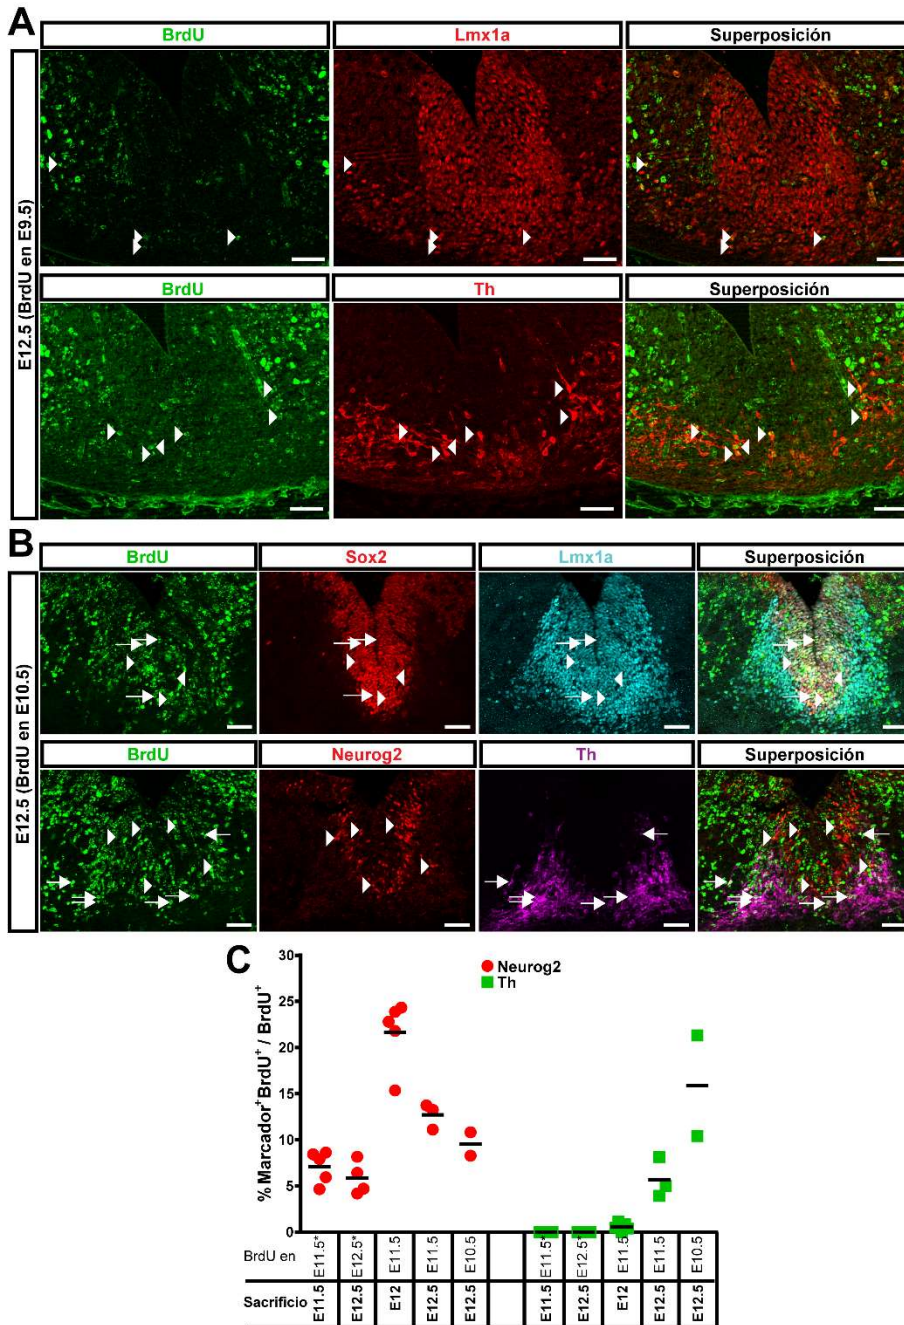 A
BrdU Lmx1a Superposición
E12.5 (BrdU en E9.5)
BrdU Th Superposición
B
BrdU Sox2 Lmx1a Superposición
E12.5 (BrdU en E10.5)
BrdU Neurog2 Th Superposición
C
% Marcador⁺BrdU⁺ / BrdU⁺
30
25
20
15
10
5
0
Neurog2
Th
BrdU en E11.5* E12.5* E11.5 E11.5 E10.5 E11.5* E12.5* E11.5 E11.5 E10.5
Sacrificio E11.5 E12.5 E12 E12.5 E12.5 E11.5 E12.5 E12 E12.5 E12.5